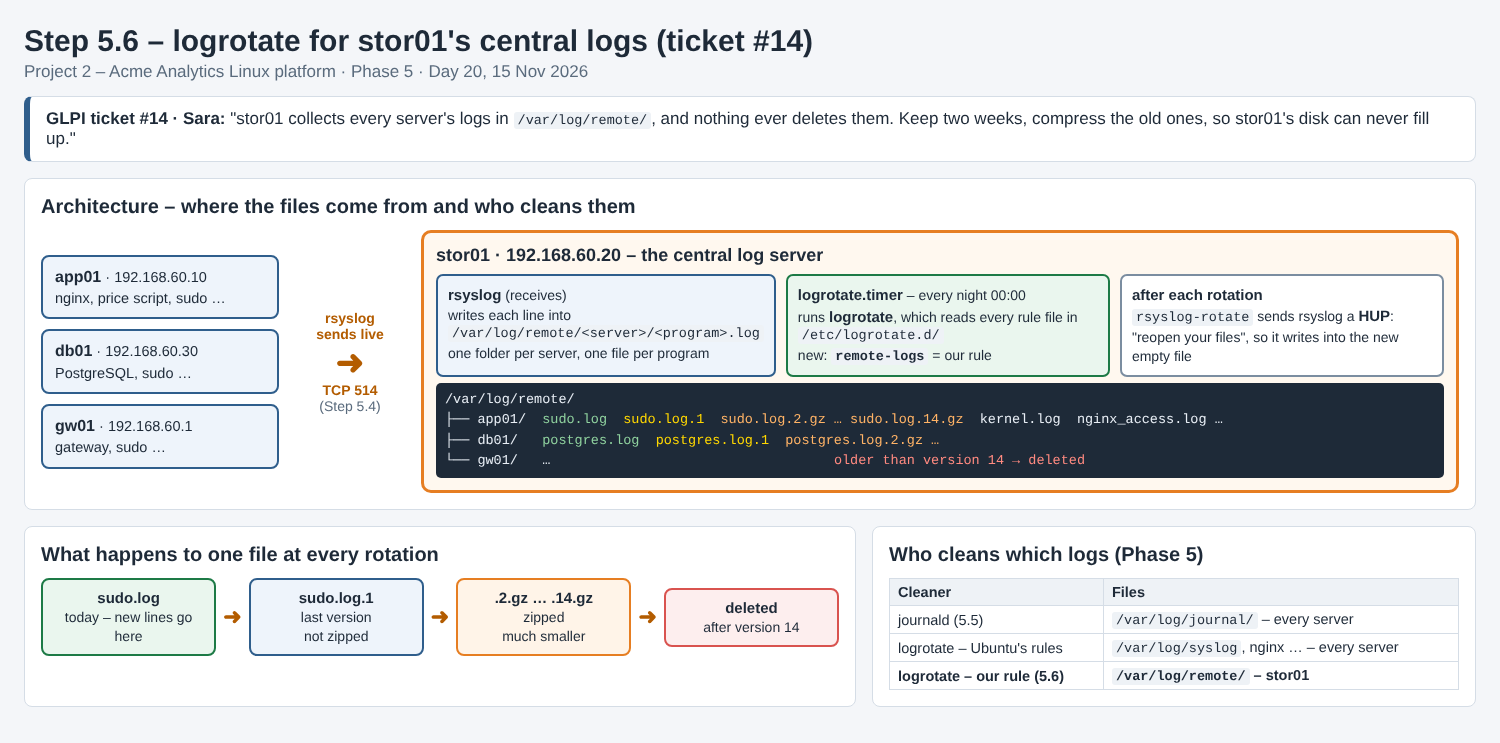 Step 5.6 – logrotate for stor01's central logs (ticket #14)
Project 2 – Acme Analytics Linux platform · Phase 5 · Day 20, 15 Nov 2026
GLPI ticket #14 · Sara: "stor01 collects every server's logs in /var/log/remote/, and nothing ever deletes them. Keep two weeks, compress the old ones, so stor01's disk can never fill
up."
Architecture – where the files come from and who cleans them
app01 · 192.168.60.10
nginx, price script, sudo …
db01 · 192.168.60.30
PostgreSQL, sudo …
gw01 · 192.168.60.1
gateway, sudo …
rsyslog
sends live
➜
TCP 514
(Step 5.4)
stor01 · 192.168.60.20 – the central log server
rsyslog (receives)
writes each line into
/var/log/remote/<server>/<program>.log
one folder per server, one file per program
logrotate.timer – every night 00:00
runs logrotate, which reads every rule file in
/etc/logrotate.d/
new: remote-logs = our rule
after each rotation
rsyslog-rotate sends rsyslog a HUP:
"reopen your files", so it writes into the new
empty file
/var/log/remote/
├── app01/ sudo.log sudo.log.1 sudo.log.2.gz … sudo.log.14.gz kernel.log nginx_access.log …
├── db01/ postgres.log postgres.log.1 postgres.log.2.gz …
└── gw01/ … older than version 14 → deleted
What happens to one file at every rotation
sudo.log
today – new lines go
here
➜
sudo.log.1
last version
not zipped
➜
.2.gz … .14.gz
zipped
much smaller
➜
deleted
after version 14
Who cleans which logs (Phase 5)
Cleaner Files
journald (5.5) /var/log/journal/ – every server
logrotate – Ubuntu's rules /var/log/syslog, nginx … – every server
logrotate – our rule (5.6) /var/log/remote/ – stor01